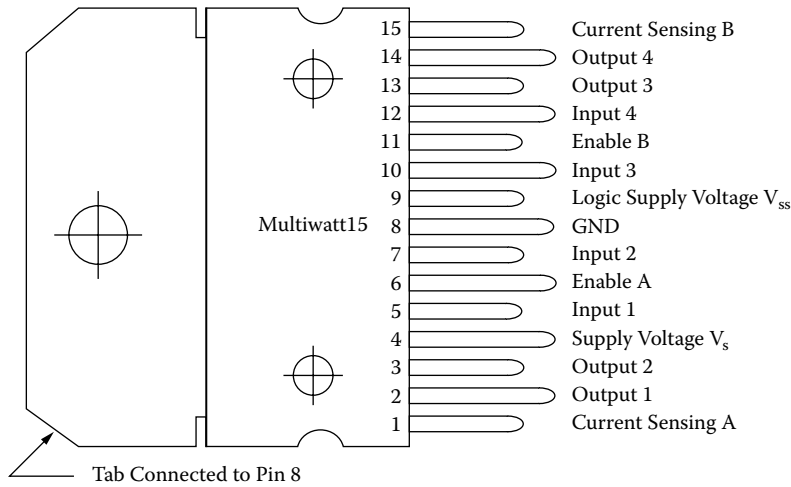 15 Current Sensing B
14 Output 4
13 Output 3
12 Input 4
11 Enable B
10 Input 3
9 Logic Supply Voltage Vss
Multiwatt15 8 GND
7 Input 2
6 Enable A
5 Input 1
4 Supply Voltage Vs
3 Output 2
2 Output 1
1 Current Sensing A
Tab Connected to Pin 8